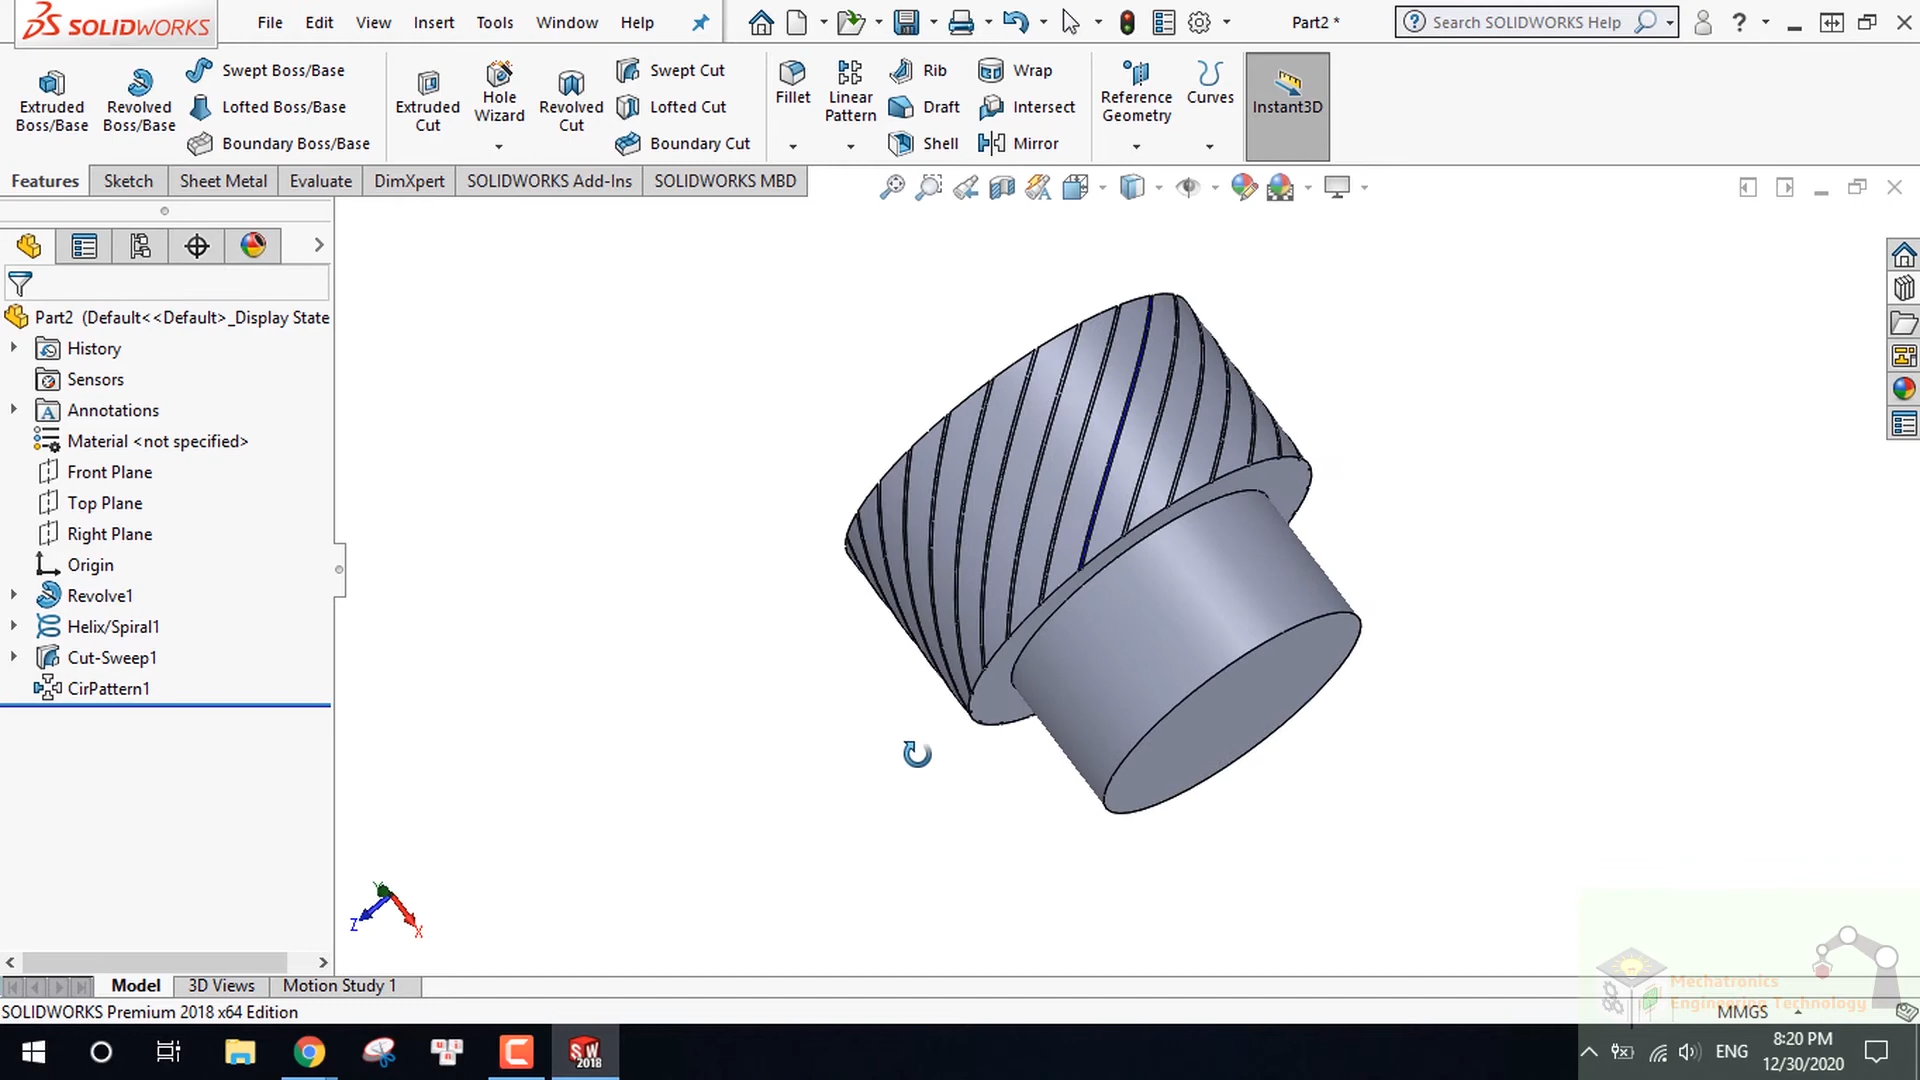 SOLIDWORKS
File Edit View Insert Tools Window Help
Part2 *
Search SOLIDWORKS Help
Extruded Boss/Base
Revolved Boss/Base
Swept Boss/Base
Lofted Boss/Base
Boundary Boss/Base
Extruded Cut
Hole Wizard
Revolved Cut
Swept Cut
Lofted Cut
Boundary Cut
Fillet
Linear Pattern
Rib
Draft
Shell
Wrap
Intersect
Mirror
Reference Geometry
Curves
Instant3D
Features Sketch Sheet Metal Evaluate DimXpert SOLIDWORKS Add-Ins SOLIDWORKS MBD
Part2 (Default<<Default>_Display State
History
Sensors
Annotations
Material <not specified>
Front Plane
Top Plane
Right Plane
Origin
Revolve1
Helix/Spiral1
Cut-Sweep1
CirPattern1
Z X
Model 3D Views Motion Study 1
SOLIDWORKS Premium 2018 x64 Edition
Mechatronics
Engineering Technology
MMGS
SW 2018
ENG
8:20 PM
12/30/2020